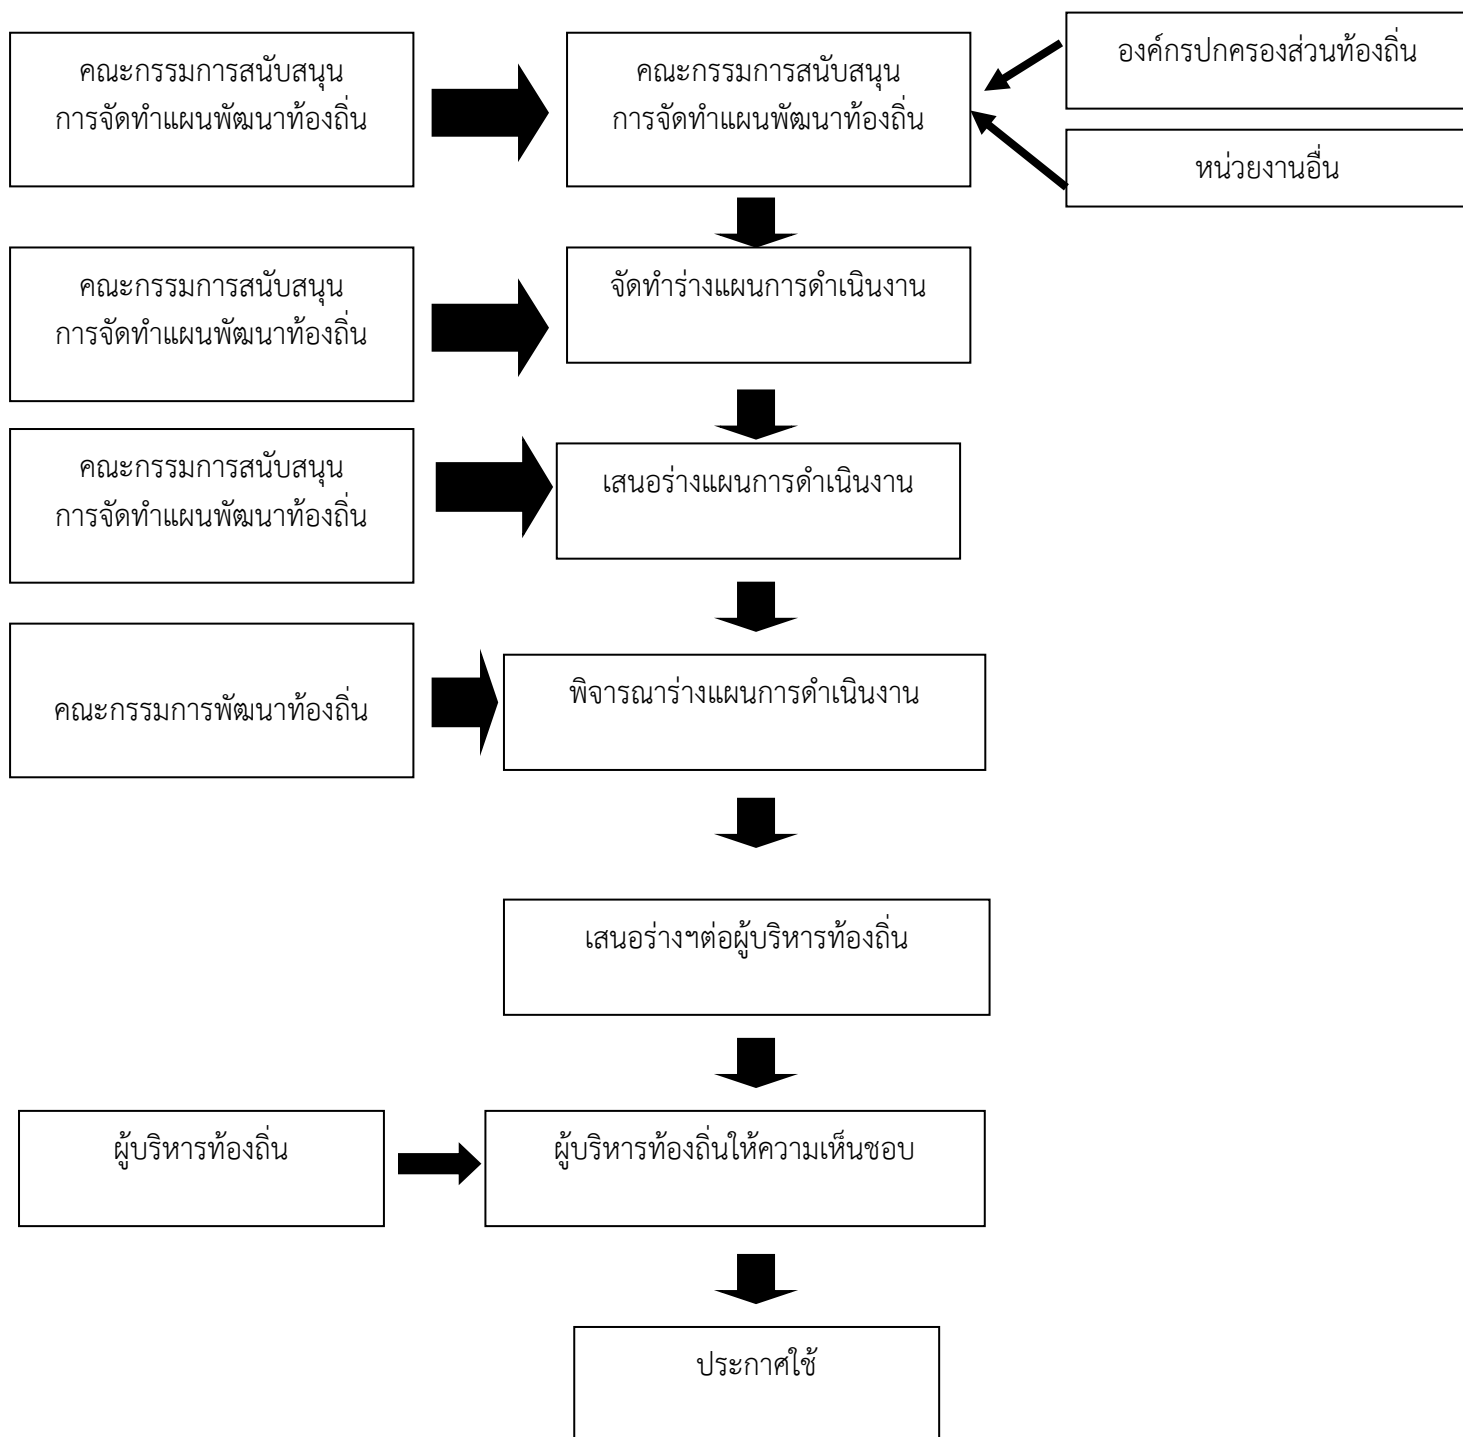 คณะกรรมการสนับสนุน
การจัดทำแผนพัฒนาท้องถิ่น
คณะกรรมการสนับสนุน
การจัดทำแผนพัฒนาท้องถิ่น
องค์กรปกครองส่วนท้องถิ่น
หน่วยงานอื่น
คณะกรรมการสนับสนุน
การจัดทำแผนพัฒนาท้องถิ่น
จัดทำร่างแผนการดำเนินงาน
คณะกรรมการสนับสนุน
การจัดทำแผนพัฒนาท้องถิ่น
เสนอร่างแผนการดำเนินงาน
คณะกรรมการพัฒนาท้องถิ่น
พิจารณาร่างแผนการดำเนินงาน
เสนอร่างฯต่อผู้บริหารท้องถิ่น
ผู้บริหารท้องถิ่น
ผู้บริหารท้องถิ่นให้ความเห็นชอบ
ประกาศใช้